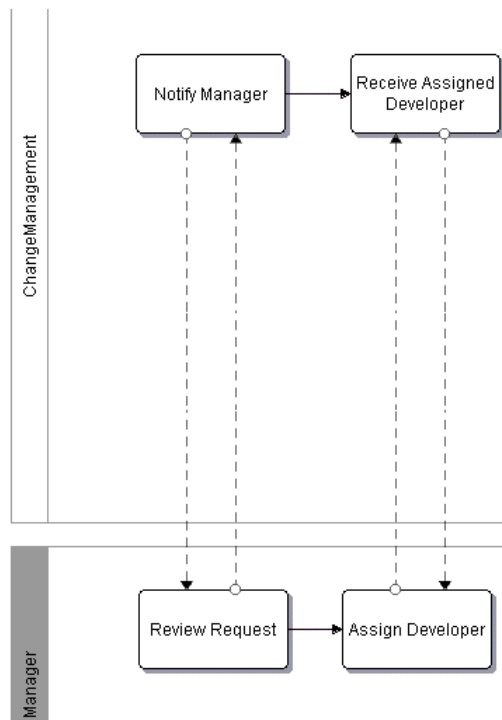 ChangeManagement
Notify Manager
Receive Assigned
Developer
Manager
Review Request
Assign Developer